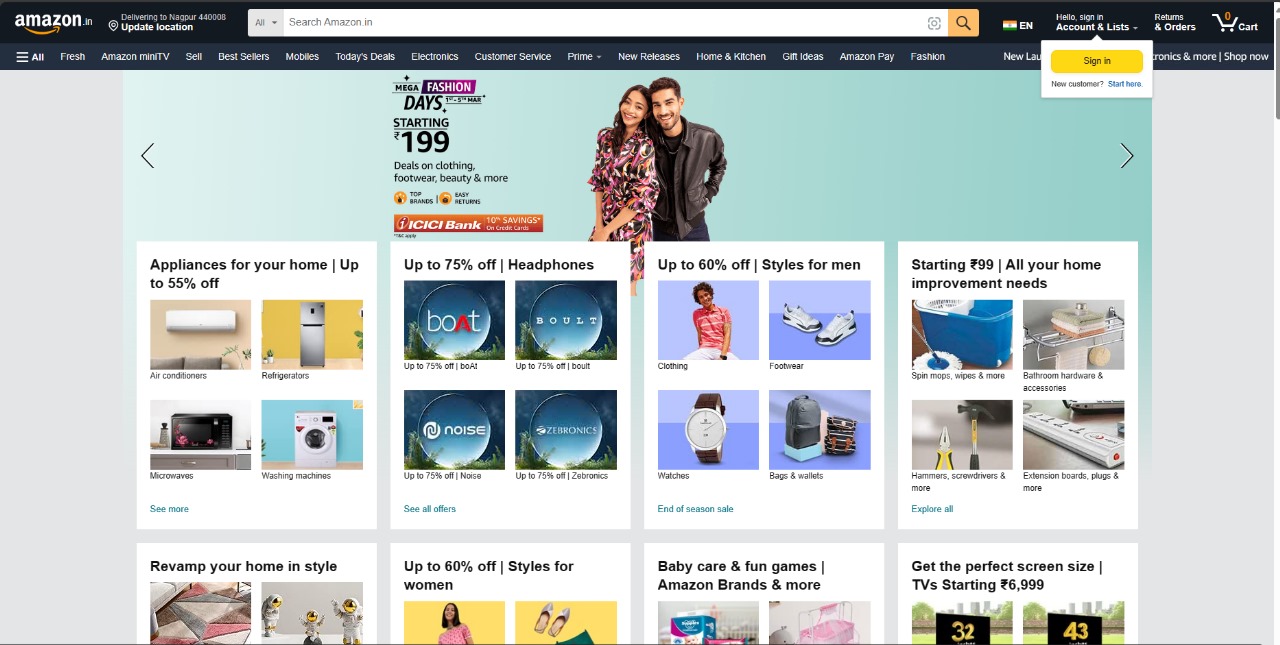 amazon.in
Delivering to Nagpur 440008
Update location
All
Search Amazon.in
EN
Hello, sign in
Account & Lists
Returns
& Orders
0
Cart
All
Fresh
Amazon miniTV
Sell
Best Sellers
Mobiles
Today's Deals
Electronics
Customer Service
Prime
New Releases
Home & Kitchen
Gift Ideas
Amazon Pay
Fashion
New Lau
ctronics & more | Shop now
Sign in
New customer? Start here.
MEGA FASHION
DAYS 1ST - 5TH MAR
STARTING
₹199
Deals on clothing,
footwear, beauty & more
TOP BRANDS | EASY RETURNS
ICICI Bank 10% SAVINGS* On Credit Cards
*T&C apply
Appliances for your home | Up
to 55% off
Air conditioners
Refrigerators
Microwaves
Washing machines
See more
Up to 75% off | Headphones
boAt
BOULT
Up to 75% off | boAt
Up to 75% off | boult
noise
ZEBRONICS
Up to 75% off | Noise
Up to 75% off | Zebronics
See all offers
Up to 60% off | Styles for men
Clothing
Footwear
Watches
Bags & wallets
End of season sale
Starting ₹99 | All your home
improvement needs
Spin mops, wipes & more
Bathroom hardware &
accessories
Hammers, screwdrivers &
more
Extension boards, plugs &
more
Explore all
Revamp your home in style
Up to 60% off | Styles for
women
Baby care & fun games |
Amazon Brands & more
Get the perfect screen size |
TVs Starting ₹6,999
32
43